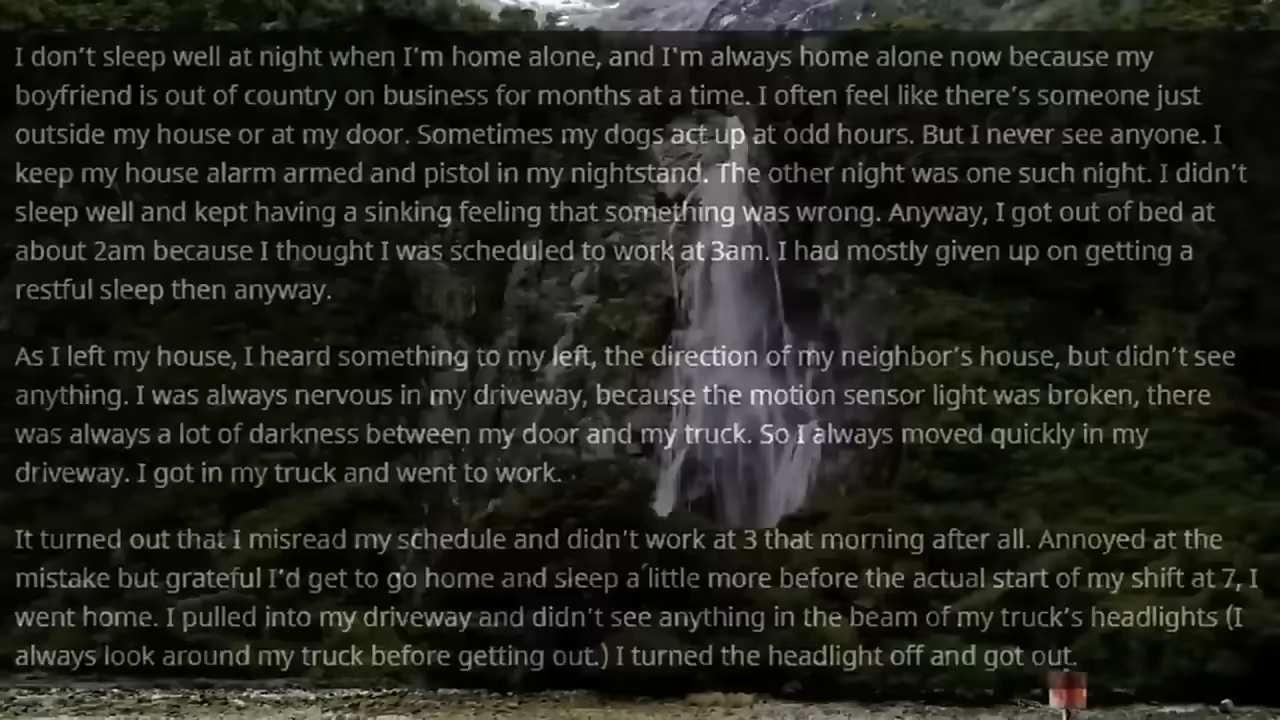 I don't sleep well at night when I'm home alone, and I'm always home alone now because my
boyfriend is out of country on business for months at a time. I often feel like there's someone just
outside my house or at my door. Sometimes my dogs act up at odd hours. But I never see anyone. I
keep my house alarm armed and pistol in my nightstand. The other night was one such night. I didn't
sleep well and kept having a sinking feeling that something was wrong. Anyway, I got out of bed at
about 2am because I thought I was scheduled to work at 3am. I had mostly given up on getting a
restful sleep then anyway.
As I left my house, I heard something to my left, the direction of my neighbor's house, but didn't see
anything. I was always nervous in my driveway, because the motion sensor light was broken, there
was always a lot of darkness between my door and my truck. So I always moved quickly in my
driveway. I got in my truck and went to work.
It turned out that I misread my schedule and didn't work at 3 that morning after all. Annoyed at the
mistake but grateful I'd get to go home and sleep a little more before the actual start of my shift at 7, I
went home. I pulled into my driveway and didn't see anything in the beam of my truck's headlights (I
always look around my truck before getting out.) I turned the headlight off and got out.